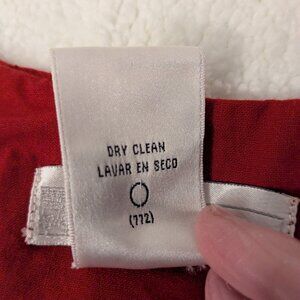 DRY CLEAN
LAVAR EN SECO
(772)